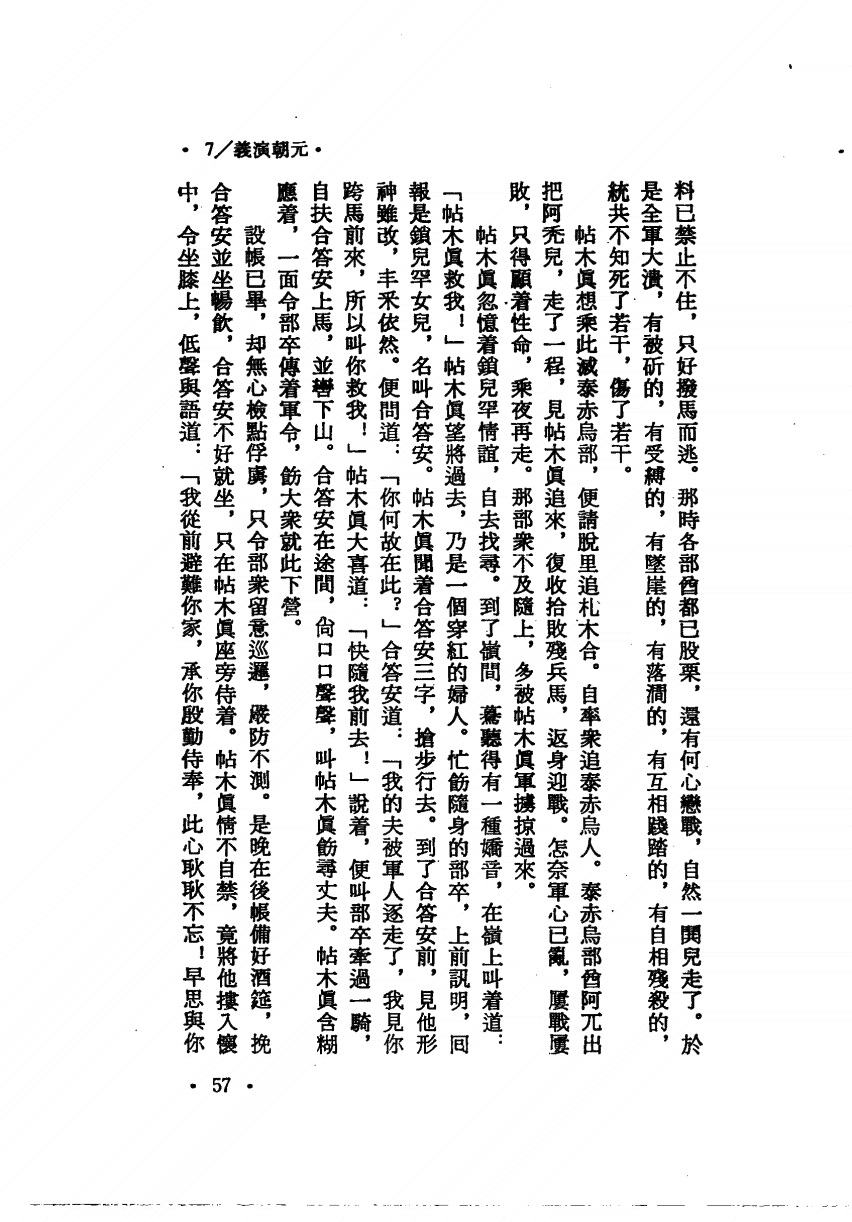 •元朝演義／7•
料已禁止不住，只好撥馬而逃。那時各部酋都已股栗，還有何心戀戰，自然一鬨兒走了。於
是全軍大潰，有被斫的，有受縛的，有墜崖的，有落澗的，有互相踐踏的，有自相殘殺的，
統共不知死了若干，傷了若干。
帖木眞想乘此滅泰赤烏部，便請脫里追札木合。自率衆追泰赤烏人。泰赤烏部酋阿兀出
把阿禿兒，走了一程，見帖木眞追來，復收拾敗殘兵馬，返身迎戰。怎奈軍心已亂，屢戰屢
敗，只得顧着性命，乘夜再走。那部衆不及隨上，多被帖木眞軍擄掠過來。
帖木眞忽憶着鎖兒罕情誼，自去找尋。到了嶺間，驀聽得有一種嬌音，在嶺上叫着道：
「帖木眞救我！」帖木眞望將過去，乃是一個穿紅的婦人。忙飭隨身的部卒，上前訊明，回
報是鎖兒罕女兒，名叫合答安。帖木眞聞着合答安三字，搶步行去。到了合答安前，見他形
神雖改，丰釆依然。便問道：「你何故在此？」合答安道：「我的夫被軍人逐走了，我見你
跨馬前來，所以叫你救我！」帖木眞大喜道：「快隨我前去！」說着，便叫部卒牽過一騎，
自扶合答安上馬，並轡下山。合答安在途間，尙口口聲聲，叫帖木眞飭尋丈夫。帖木眞含糊
應着，一面令部卒傳着軍令，飭大衆就此下營。
設帳已畢，却無心檢點俘虜，只令部衆留意巡邏，嚴防不測。是晚在後帳備好酒筵，挽
合答安並坐暢飲，合答安不好就坐，只在帖木眞座旁侍着。帖木眞情不自禁，竟將他摟入懷
中，令坐膝上，低聲與語道：「我從前避難你家，承你殷勤侍奉，此心耿耿不忘！早思與你
• 57 •